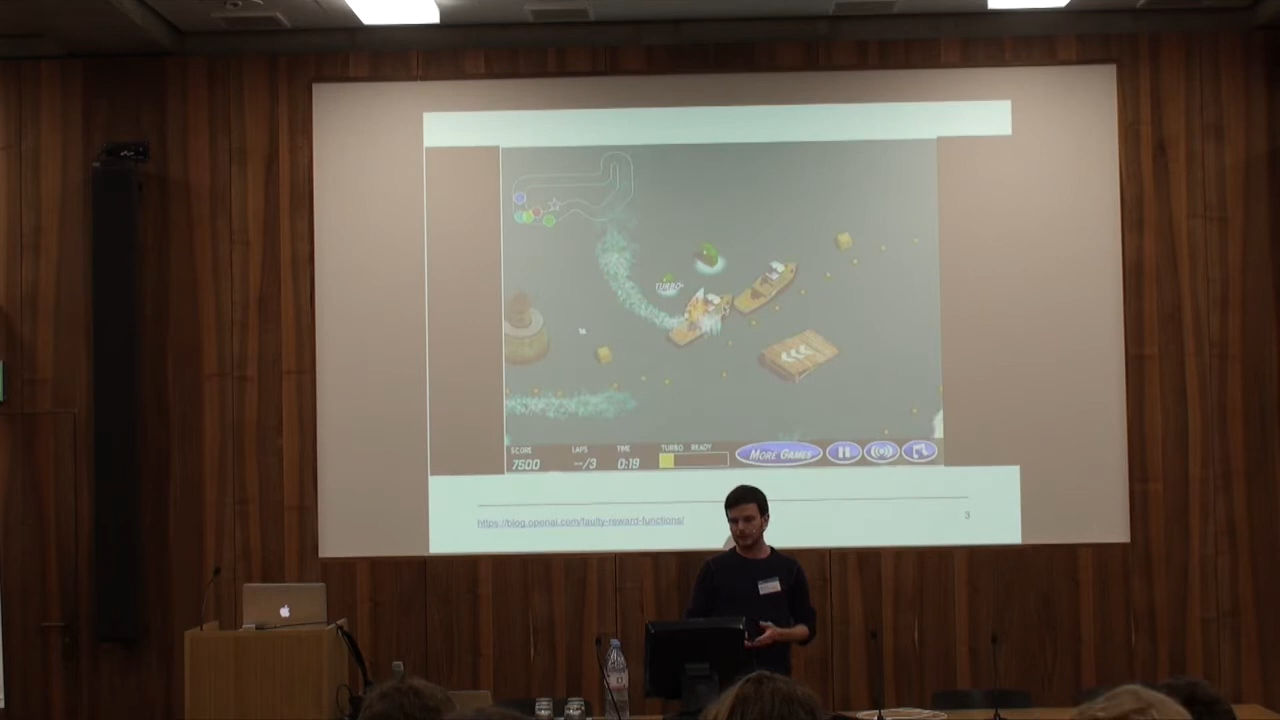 TURBO
SCORE LAPS TIME TURBO READY
7500 --/3 0:19 MORE GAMES
https://blog.openai.com/faulty-reward-functions/ 3